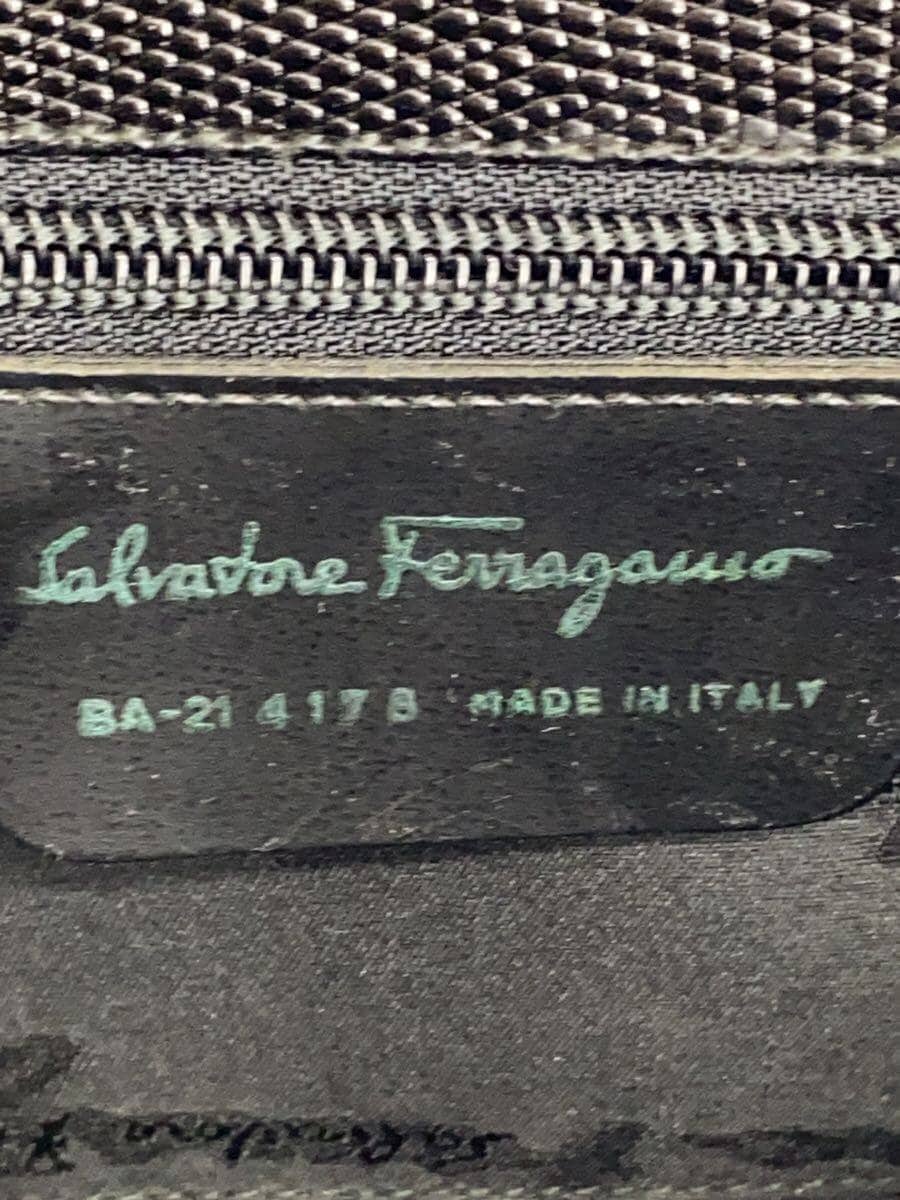 Salvatore Ferragamo
BA-21 4178 MADE IN ITALY